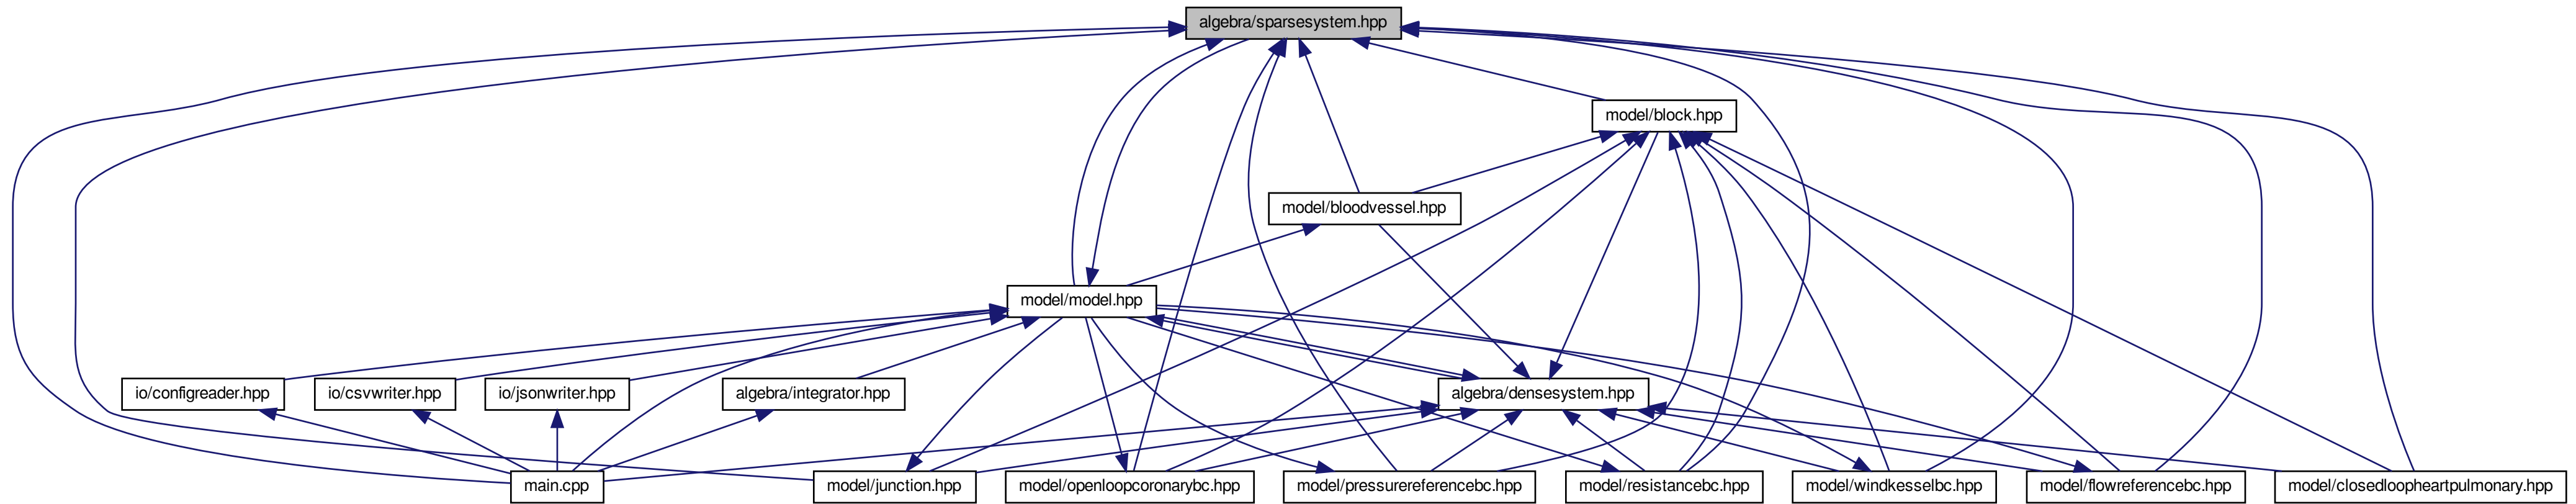 algebra/sparsesystem.hpp
model/block.hpp
model/bloodvessel.hpp
model/model.hpp
io/configreader.hpp
io/csvwriter.hpp
io/jsonwriter.hpp
algebra/integrator.hpp
algebra/densesystem.hpp
main.cpp
model/junction.hpp
model/openloopcoronarybc.hpp
model/pressurereferencebc.hpp
model/resistancebc.hpp
model/windkesselbc.hpp
model/flowreferencebc.hpp
model/closedloopheartpulmonary.hpp